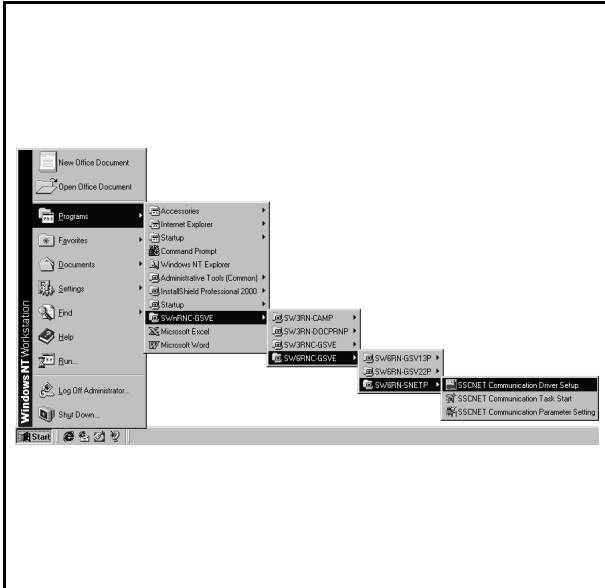 New Office Document
Open Office Document
Programs
Favorites
Documents
Settings
Find
Help
Run...
Log Off Administrator...
Shut Down...
Windows NT Workstation
Accessories
Internet Explorer
Startup
Command Prompt
Windows NT Explorer
Administrative Tools (Common)
InstallShield Professional 2000
Startup
SWnRNC-GSVE
Microsoft Excel
Microsoft Word
SW3RN-CAMP
SW3RN-DOCPRNP
SW3RNC-GSVE
SW6RNC-GSVE
SW6RN-GSV13P
SW6RN-GSV22P
SW6RN-SNETP
SSCNET Communication Driver Setup
SSCNET Communication Task Start
SSCNET Communication Parameter Setting
Start